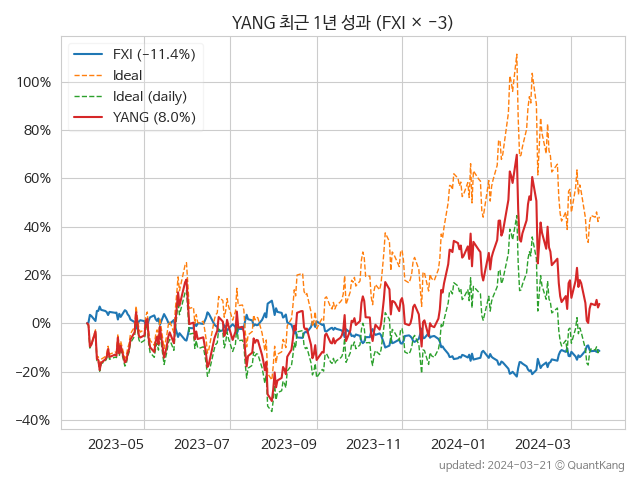 YANG 최근 1년 성과 (FXI × −3)
FXI (−11.4%)
Ideal
Ideal (daily)
YANG (8.0%)
100%
80%
60%
40%
20%
0%
−20%
−40%
2023-05 2023-07 2023-09 2023-11 2024-01 2024-03
updated: 2024-03-21 © QuantKang